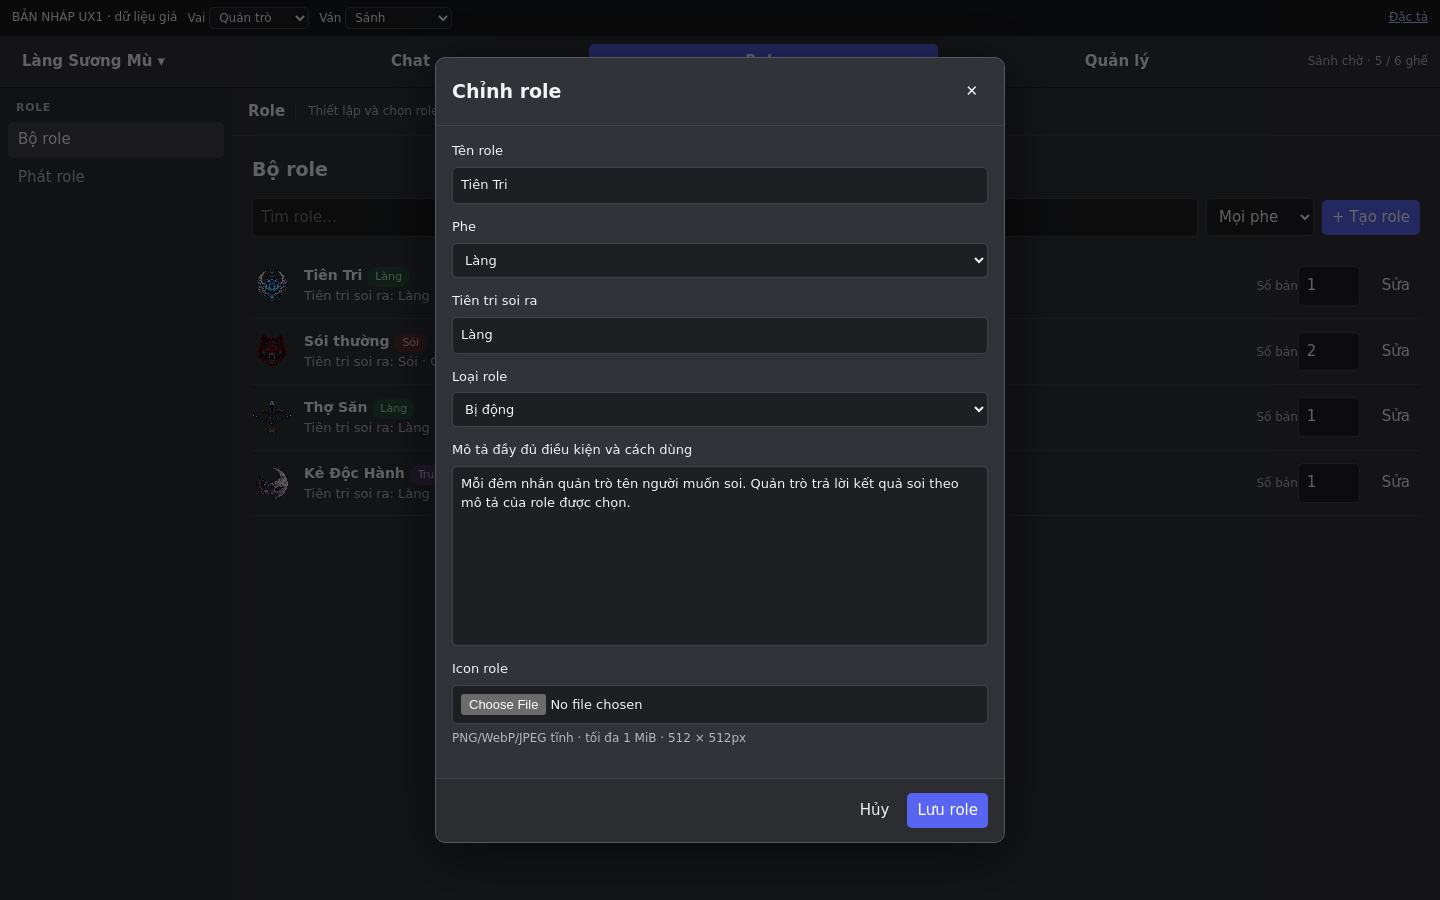 BẢN NHÁP UX1 · dữ liệu giả Vai Quản trò Ván Sảnh Đặc tả
Làng Sương Mù ▾ Chat Quản lý Sảnh chờ · 5 / 6 ghế
ROLE
Bộ role
Phát role
Role Thiết lập và chọn role
Bộ role
Tìm role... Mọi phe + Tạo role
Tiên Tri Làng
Tiên tri soi ra: Làng
Số bản 1 Sửa
Sói thường Sói
Tiên tri soi ra: Sói ·
Số bản 2 Sửa
Thợ Săn Làng
Tiên tri soi ra: Làng
Số bản 1 Sửa
Kẻ Độc Hành
Tiên tri soi ra: Làng
Số bản 1 Sửa
Chỉnh role ×
Tên role
Tiên Tri
Phe
Làng
Tiên tri soi ra
Làng
Loại role
Bị động
Mô tả đầy đủ điều kiện và cách dùng
Mỗi đêm nhắn quản trò tên người muốn soi. Quản trò trả lời kết quả soi theo
mô tả của role được chọn.
Icon role
Choose File No file chosen
PNG/WebP/JPEG tĩnh · tối đa 1 MiB · 512 × 512px
Hủy Lưu role